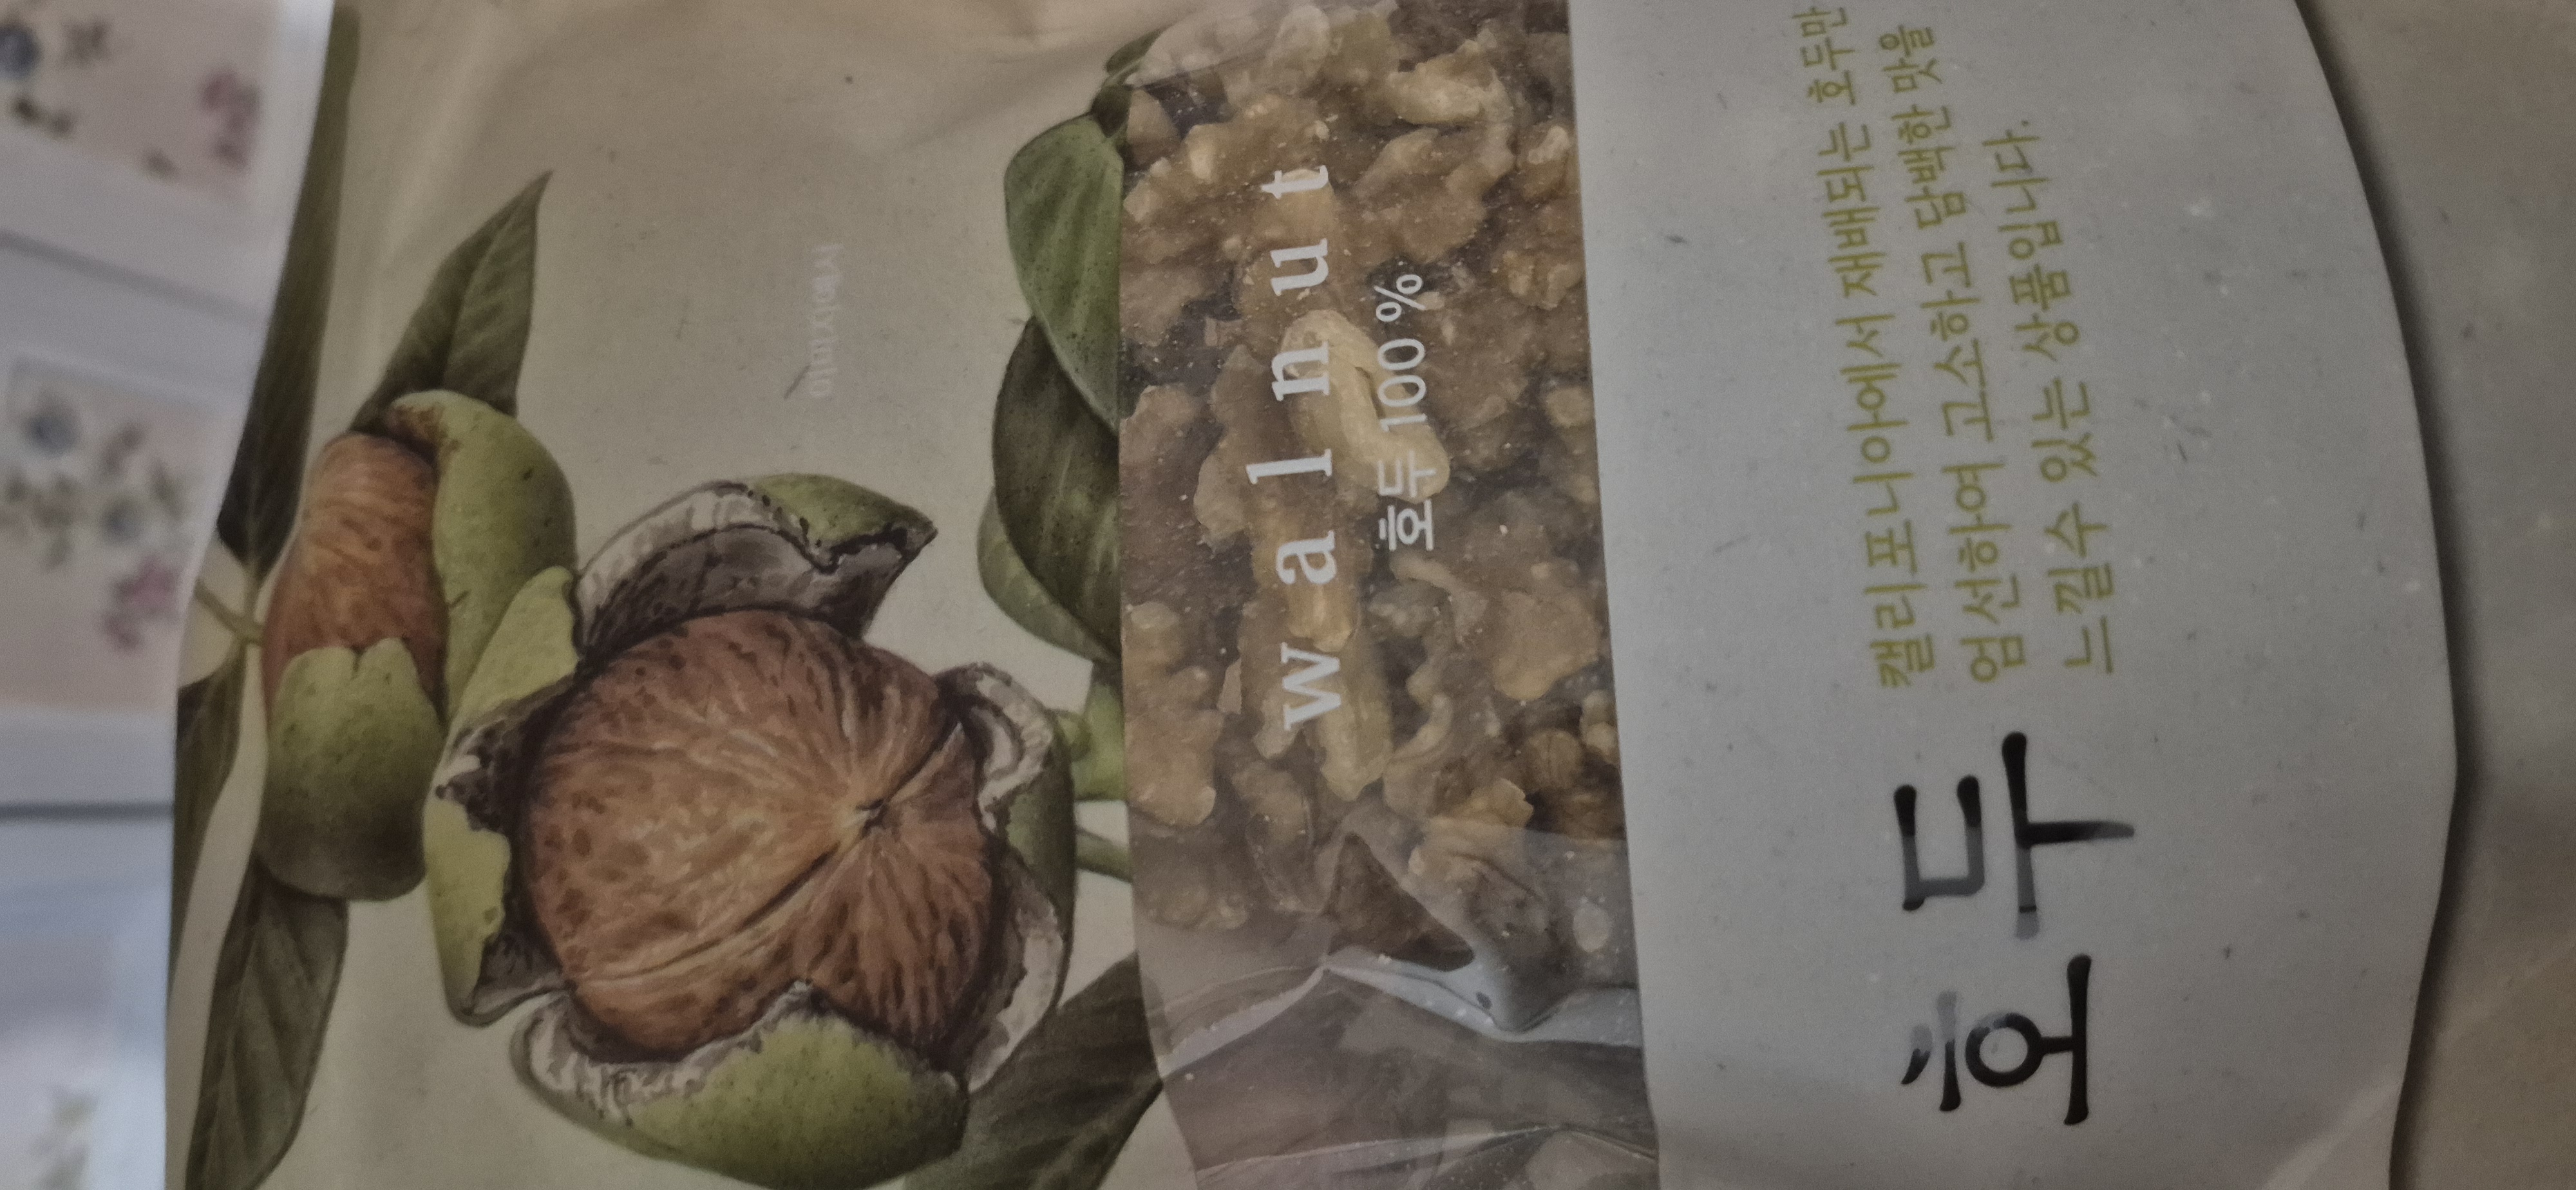 walnut
호두 100 %
호두
캘리포니아에서 재배되는 호두만
엄선하여 고소하고 담백한 맛을
느낄수 있는 상품입니다.